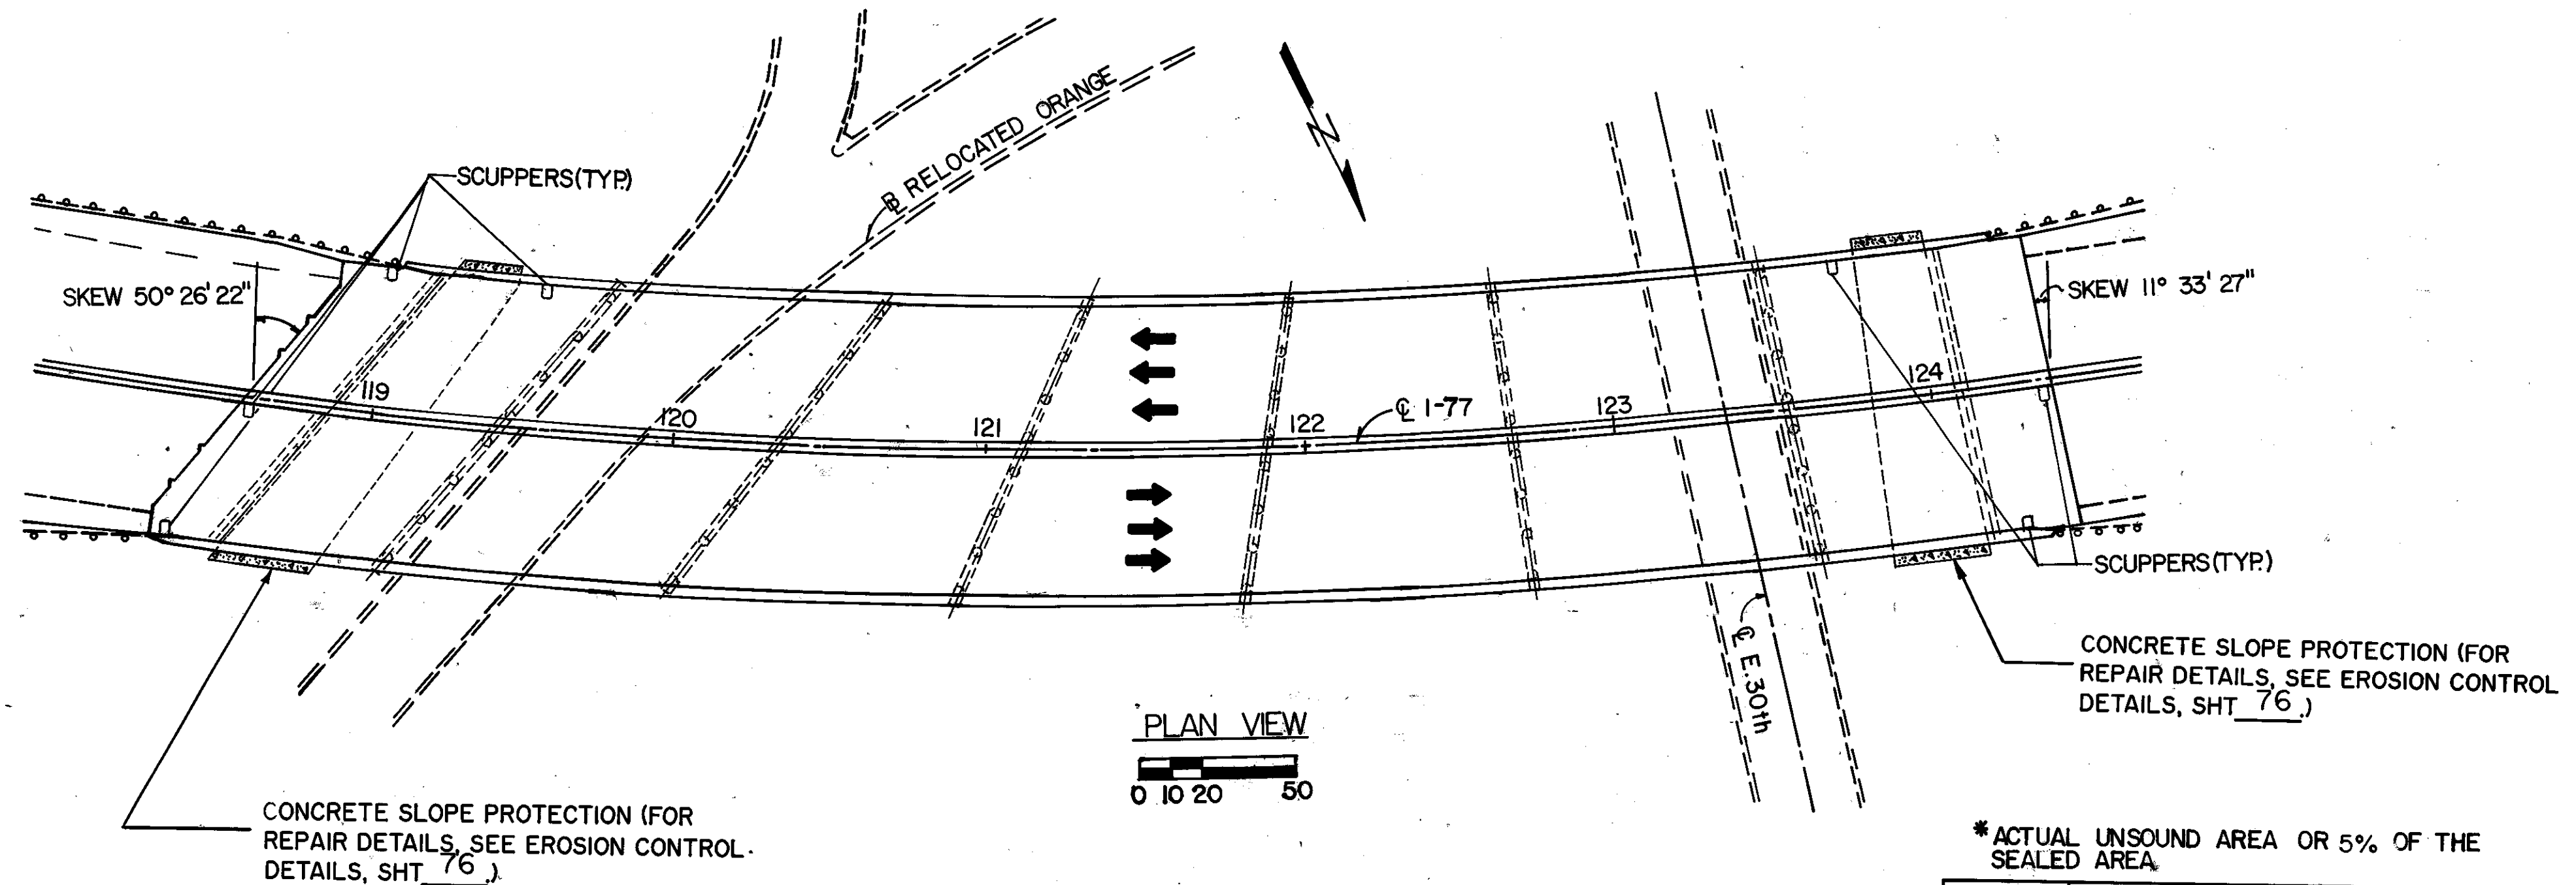 SCUPPERS(TYP.)
℞ RELOCATED ORANGE
N
SKEW 50° 26' 22"
SKEW 11° 33' 27"
119
120
121
122
123
124
℄ I-77
℄ E.30th
SCUPPERS(TYP.)
PLAN VIEW
0 10 20 50
CONCRETE SLOPE PROTECTION (FOR
REPAIR DETAILS, SEE EROSION CONTROL
DETAILS, SHT 76.)
CONCRETE SLOPE PROTECTION (FOR
REPAIR DETAILS, SEE EROSION CONTROL
DETAILS, SHT 76.)
*ACTUAL UNSOUND AREA OR 5% OF THE
SEALED AREA